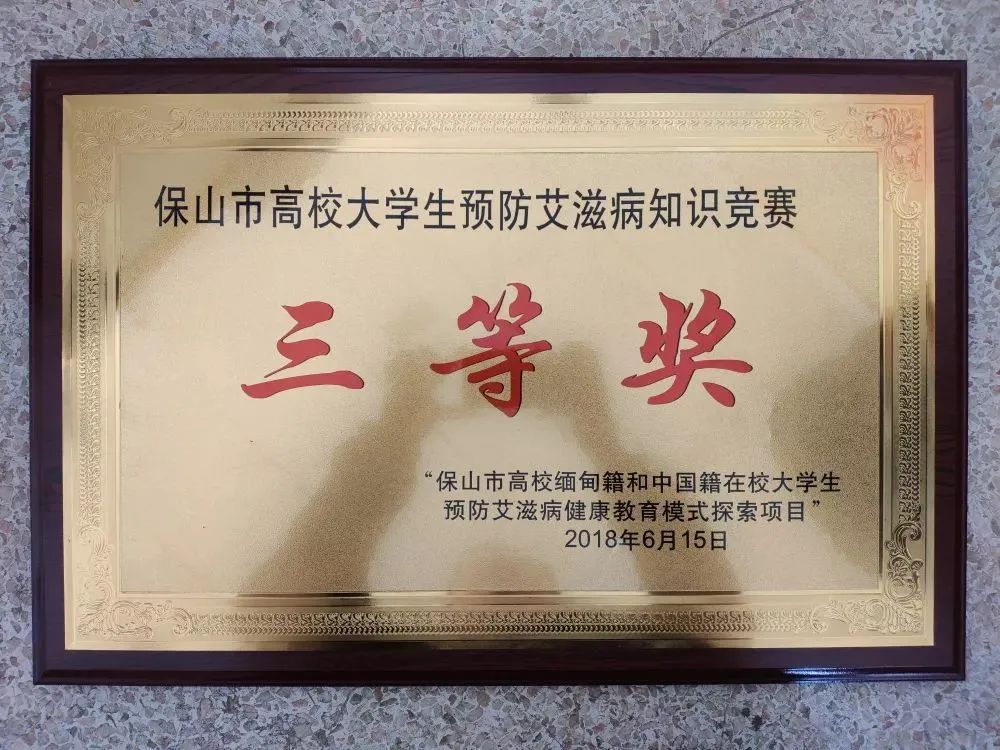 保山市高校大学生预防艾滋病知识竞赛
三等奖
“保山市高校缅甸籍和中国籍在校大学生
预防艾滋病健康教育模式探索项目”
2018年6月15日